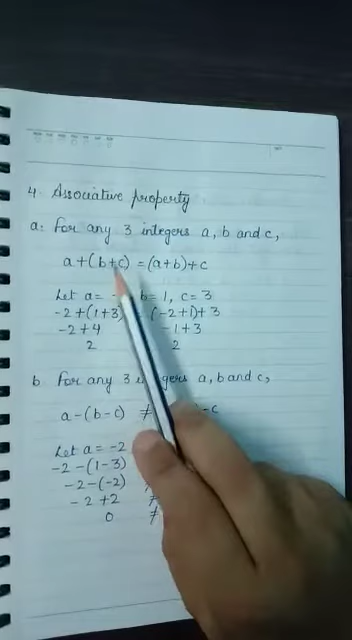 4. Associative property
a. For any 3 integers a, b and c,
a+(b+c) = (a+b)+c
Let a = - b = 1, c = 3
-2+(1+3) (-2+1)+3
-2+4 -1+3
2 2
b. For any 3 integers a, b and c,
a-(b-c) ≠ -c
Let a = -2
-2-(1-3)
-2-(-2)
-2+2 ≠
0 ≠